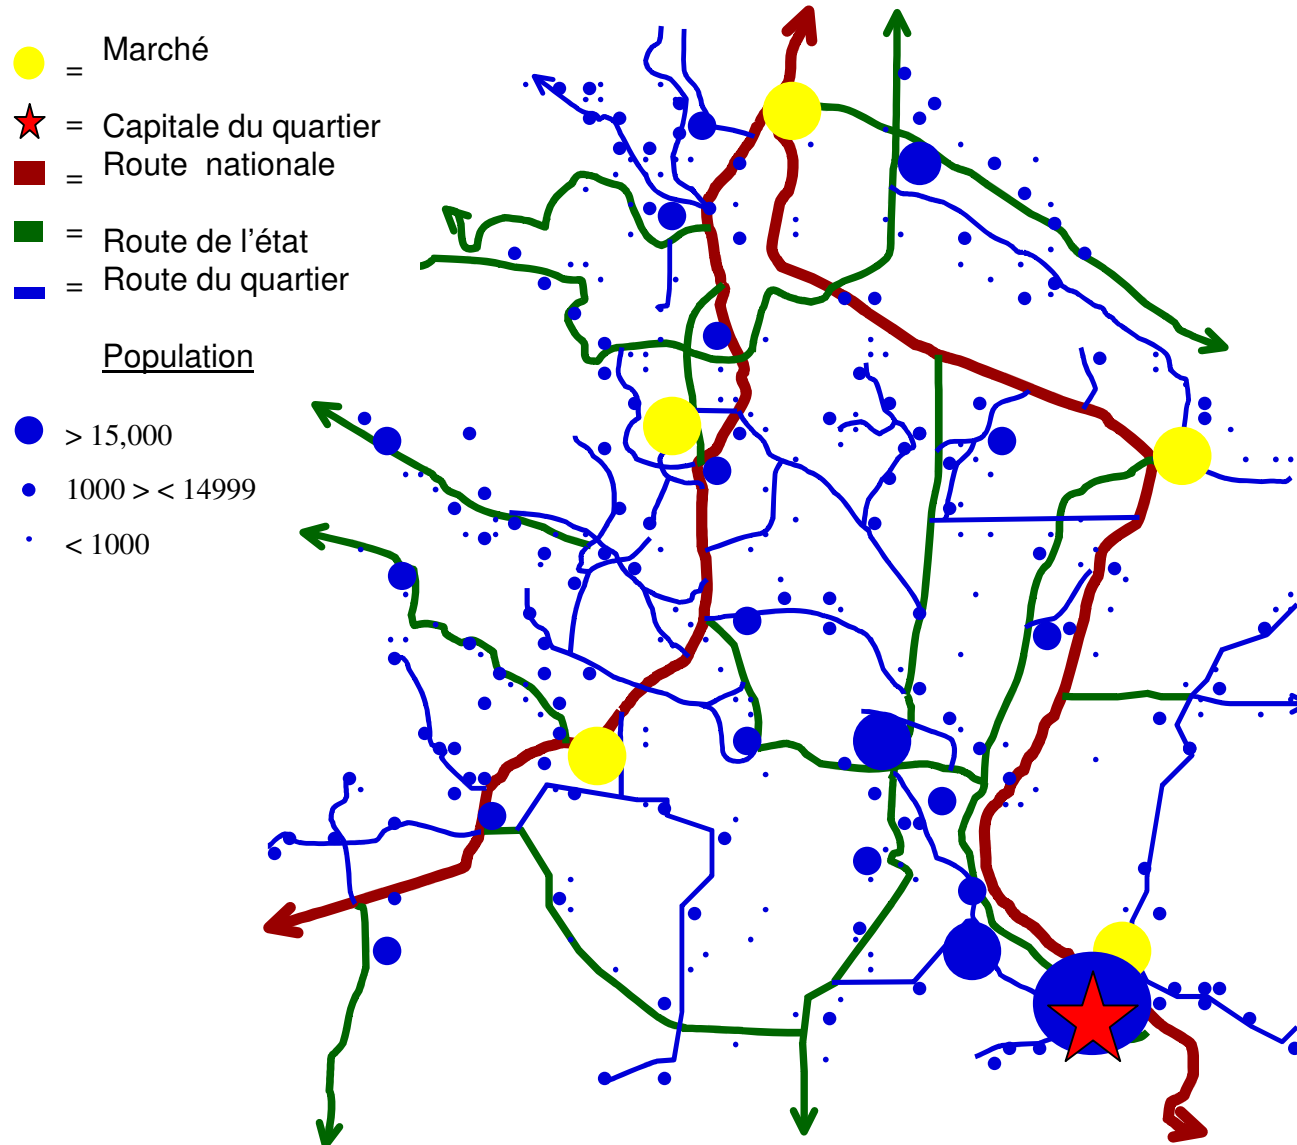 = Marché
= Capitale du quartier
= Route nationale
= Route de l’état
= Route du quartier
Population
> 15,000
1000 > < 14999
< 1000